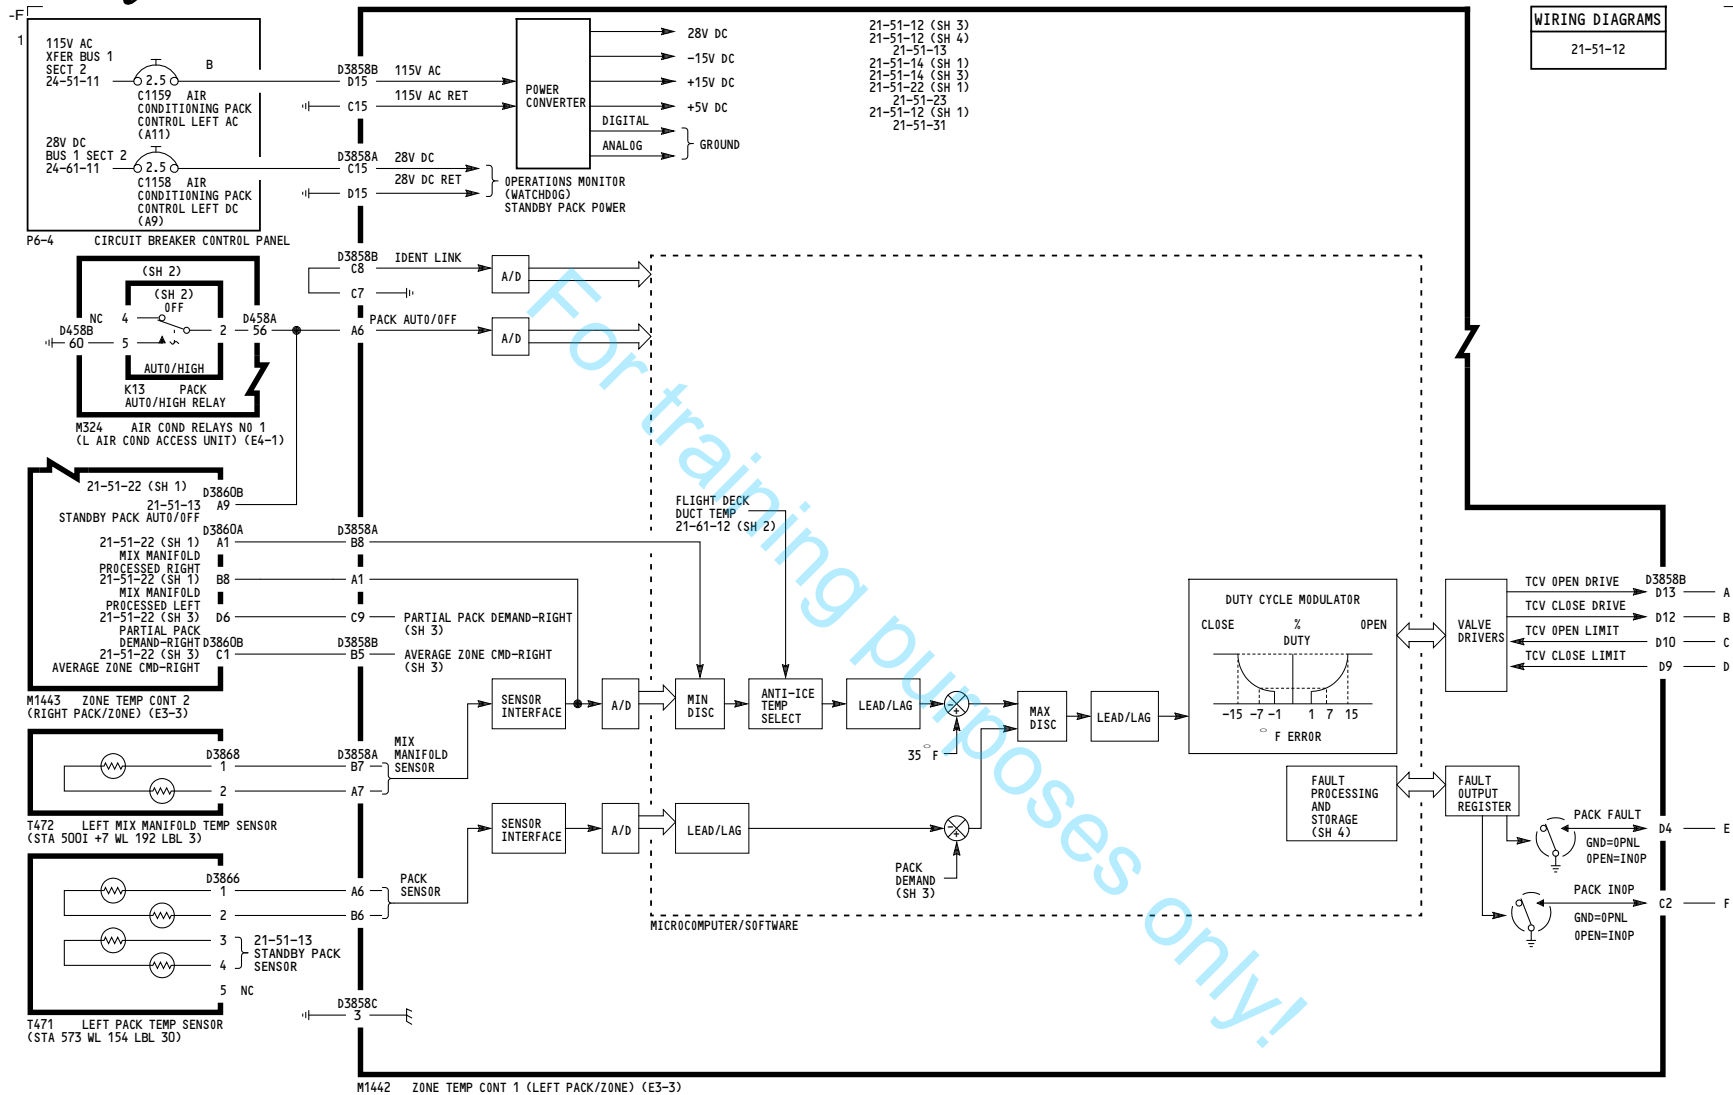 -F
1
115V AC
XFER BUS 1
SECT 2
24-51-11
2.5
B
C1159 AIR
CONDITIONING PACK
CONTROL LEFT AC
(A11)
28V DC
BUS 1 SECT 2
24-61-11
2.5
C1158 AIR
CONDITIONING PACK
CONTROL LEFT DC
(A9)
P6-4 CIRCUIT BREAKER CONTROL PANEL
D3858B
D15
115V AC
C15
115V AC RET
D3858A
C15
28V DC
D15
28V DC RET
OPERATIONS MONITOR
(WATCHDOG)
STANDBY PACK POWER
POWER
CONVERTER
28V DC
-15V DC
+15V DC
+5V DC
DIGITAL
ANALOG
GROUND
21-51-12 (SH 3)
21-51-12 (SH 4)
21-51-13
21-51-14 (SH 1)
21-51-14 (SH 3)
21-51-22 (SH 1)
21-51-23
21-51-12 (SH 1)
21-51-31
WIRING DIAGRAMS
21-51-12
D3858B
C8
IDENT LINK
A/D
C7
A6
PACK AUTO/OFF
A/D
(SH 2)
(SH 2)
OFF
NC
4
2
D458A
56
D458B
60
5
AUTO/HIGH
K13 PACK
AUTO/HIGH RELAY
M324 AIR COND RELAYS NO 1
(L AIR COND ACCESS UNIT) (E4-1)
21-51-22 (SH 1)
D3860B
21-51-13 A9
STANDBY PACK AUTO/OFF
D3860A
21-51-22 (SH 1) A1
MIX MANIFOLD
PROCESSED RIGHT
21-51-22 (SH 1) B8
MIX MANIFOLD
PROCESSED LEFT
21-51-22 (SH 3) D6
PARTIAL PACK
DEMAND-RIGHT D3860B
21-51-22 (SH 3) C1
AVERAGE ZONE CMD-RIGHT
M1443 ZONE TEMP CONT 2
(RIGHT PACK/ZONE) (E3-3)
D3858A
B8
A1
C9
PARTIAL PACK DEMAND-RIGHT
(SH 3)
D3858B
B5
AVERAGE ZONE CMD-RIGHT
(SH 3)
FLIGHT DECK
DUCT TEMP
21-61-12 (SH 2)
SENSOR
INTERFACE
A/D
MIN
DISC
ANTI-ICE
TEMP
SELECT
LEAD/LAG
-
+
35 °F
MAX
DISC
LEAD/LAG
DUTY CYCLE MODULATOR
CLOSE % OPEN
DUTY
-15 -7 -1 1 7 15
° F ERROR
VALVE
DRIVERS
TCV OPEN DRIVE
D3858B
D13
A
TCV CLOSE DRIVE
D12
B
TCV OPEN LIMIT
D10
C
TCV CLOSE LIMIT
D9
D
D3868
1
2
D3858A
B7
A7
MIX
MANIFOLD
SENSOR
T472 LEFT MIX MANIFOLD TEMP SENSOR
(STA 500I +7 WL 192 LBL 3)
SENSOR
INTERFACE
A/D
LEAD/LAG
-
+
PACK
DEMAND
(SH 3)
FAULT
PROCESSING
AND
STORAGE
(SH 4)
FAULT
OUTPUT
REGISTER
PACK FAULT
D4
E
GND=OPNL
OPEN=INOP
PACK INOP
C2
F
GND=OPNL
OPEN=INOP
MICROCOMPUTER/SOFTWARE
D3866
1
2
A6
B6
PACK
SENSOR
3
4
21-51-13
STANDBY PACK
SENSOR
5 NC
T471 LEFT PACK TEMP SENSOR
(STA 573 WL 154 LBL 30)
D3858C
3
M1442 ZONE TEMP CONT 1 (LEFT PACK/ZONE) (E3-3)
For training purposes only!